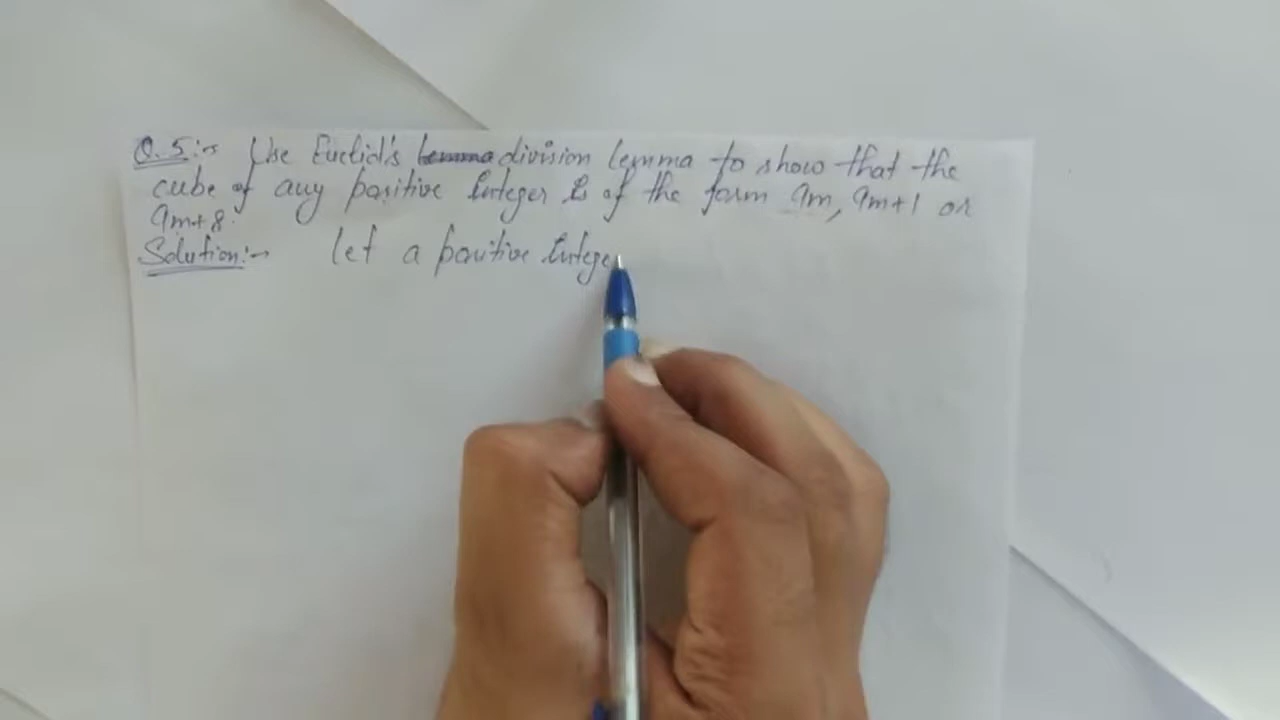 Q.5:→ Use Euclid's lemma division lemma to show that the
cube of any positive integer is of the form 9m, 9m+1 or
9m+8.
Solution:→ Let a positive intege